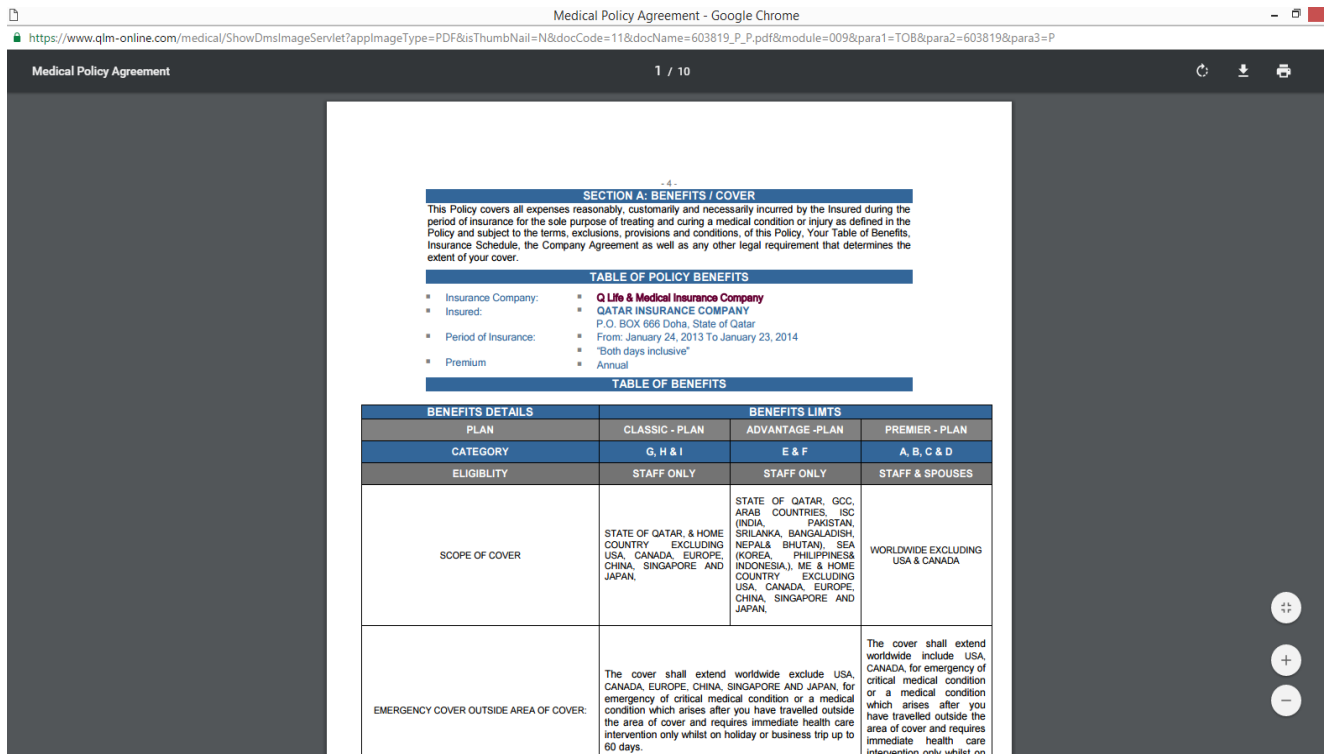 Medical Policy Agreement - Google Chrome
https://www.qlm-online.com/medical/ShowDmsImageServlet?appImageType=PDF&isThumbNail=N&docCode=11&docName=603819_P_P.pdf&module=009&para1=TOB&para2=603819&para3=P
Medical Policy Agreement 1 / 10
- 4 -
SECTION A: BENEFITS / COVER
This Policy covers all expenses reasonably, customarily and necessarily incurred by the Insured during the
period of insurance for the sole purpose of treating and curing a medical condition or injury as defined in the
Policy and subject to the terms, exclusions, provisions and conditions, of this Policy, Your Table of Benefits,
Insurance Schedule, the Company Agreement as well as any other legal requirement that determines the
extent of your cover.
TABLE OF POLICY BENEFITS
Insurance Company: Q Life & Medical Insurance Company
Insured: QATAR INSURANCE COMPANY
P.O. BOX 666 Doha, State of Qatar
Period of Insurance: From: January 24, 2013 To January 23, 2014
"Both days inclusive"
Premium Annual
TABLE OF BENEFITS
BENEFITS DETAILS BENEFITS LIMTS
PLAN CLASSIC - PLAN ADVANTAGE -PLAN PREMIER - PLAN
CATEGORY G, H & I E & F A, B, C & D
ELIGIBLITY STAFF ONLY STAFF ONLY STAFF & SPOUSES
SCOPE OF COVER
STATE OF QATAR, & HOME
COUNTRY EXCLUDING
USA, CANADA, EUROPE,
CHINA, SINGAPORE AND
JAPAN,
STATE OF QATAR, GCC,
ARAB COUNTRIES, ISC
(INDIA, PAKISTAN,
SRILANKA, BANGALADISH,
NEPAL& BHUTAN), SEA
(KOREA, PHILIPPINES&
INDONESIA,), ME & HOME
COUNTRY EXCLUDING
USA, CANADA, EUROPE,
CHINA, SINGAPORE AND
JAPAN,
WORLDWIDE EXCLUDING
USA & CANADA
EMERGENCY COVER OUTSIDE AREA OF COVER:
The cover shall extend worldwide exclude USA,
CANADA, EUROPE, CHINA, SINGAPORE AND JAPAN, for
emergency of critical medical condition or a medical
condition which arises after you have travelled outside
the area of cover and requires immediate health care
intervention only whilst on holiday or business trip up to
60 days.
The cover shall extend
worldwide include USA,
CANADA, for emergency of
critical medical condition
or a medical condition
which arises after you
have travelled outside the
area of cover and requires
immediate health care
intervention only whilst on